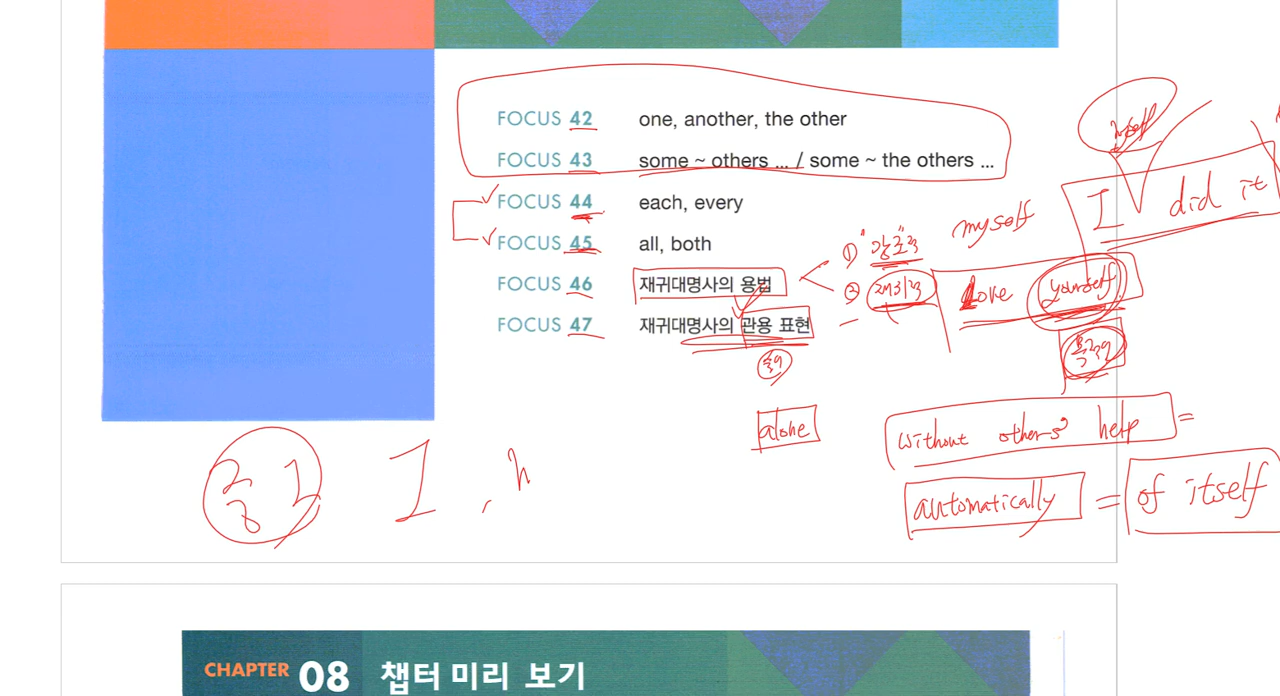 FOCUS 42 one, another, the other
FOCUS 43 some ~ others ... / some ~ the others ...
FOCUS 44 each, every
FOCUS 45 all, both
FOCUS 46 재귀대명사의 용법
FOCUS 47 재귀대명사의 관용 표현
① "강조적"
② 재귀적
myself
I did it
Love yourself
목적어
alone
without others' help =
automatically = of itself
I, h
CHAPTER 08 챕터 미리 보기